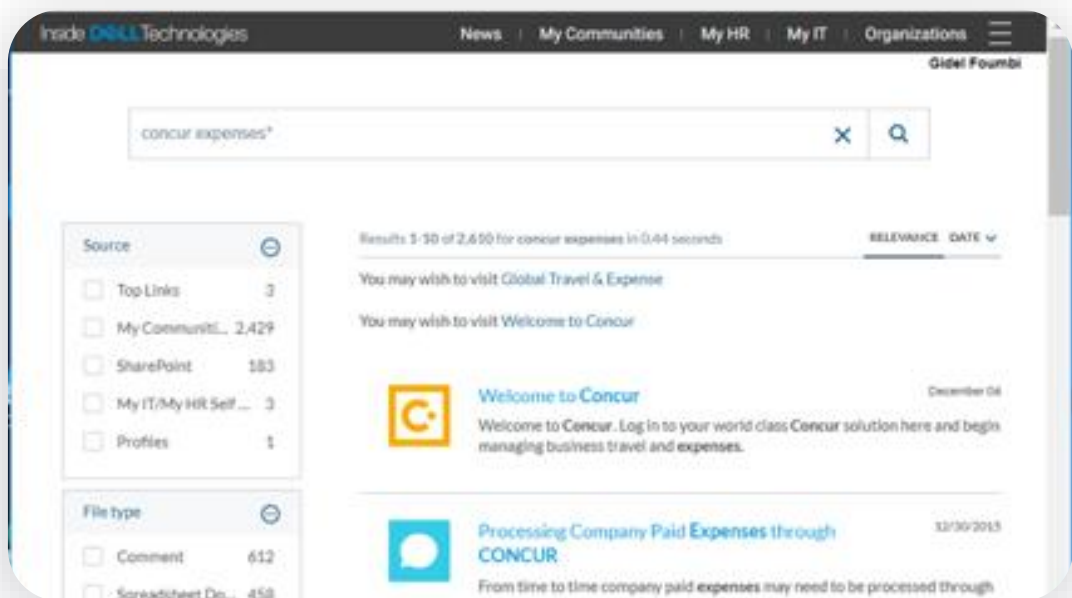 Inside DELL Technologies
News | My Communities | My HR | My IT | Organizations
Gidel Foumbi
concur expenses*
Source
Top Links 3
My Communiti... 2,429
SharePoint 183
My IT/My HR Self ... 3
Profiles 1
File type
Comment 612
Spreadsheet Do... 458
Results 1-10 of 2,610 for concur expenses in 0.44 seconds
RELEVANCE DATE
You may wish to visit Global Travel & Expense
You may wish to visit Welcome to Concur
C.
Welcome to Concur
December 06
Welcome to Concur. Log in to your world class Concur solution here and begin
managing business travel and expenses.
Processing Company Paid Expenses through
CONCUR
12/30/2015
From time to time company paid expenses may need to be processed through